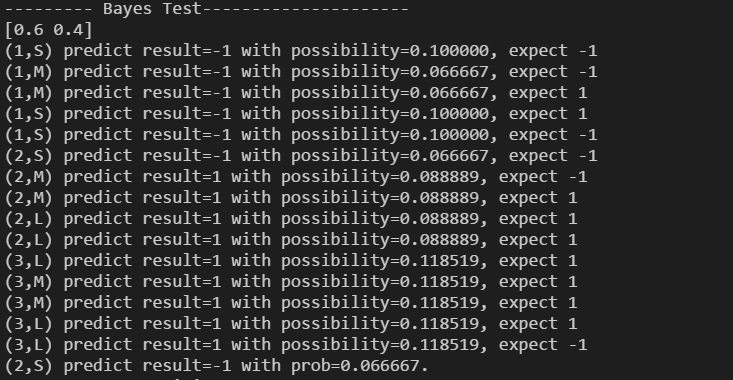 --------- Bayes Test---------------------
[0.6 0.4]
(1,S) predict result=-1 with possibility=0.100000, expect -1
(1,M) predict result=-1 with possibility=0.066667, expect -1
(1,M) predict result=-1 with possibility=0.066667, expect 1
(1,S) predict result=-1 with possibility=0.100000, expect 1
(1,S) predict result=-1 with possibility=0.100000, expect -1
(2,S) predict result=-1 with possibility=0.066667, expect -1
(2,M) predict result=1 with possibility=0.088889, expect -1
(2,M) predict result=1 with possibility=0.088889, expect 1
(2,L) predict result=1 with possibility=0.088889, expect 1
(2,L) predict result=1 with possibility=0.088889, expect 1
(3,L) predict result=1 with possibility=0.118519, expect 1
(3,M) predict result=1 with possibility=0.118519, expect 1
(3,M) predict result=1 with possibility=0.118519, expect 1
(3,L) predict result=1 with possibility=0.118519, expect 1
(3,L) predict result=1 with possibility=0.118519, expect -1
(2,S) predict result=-1 with prob=0.066667.